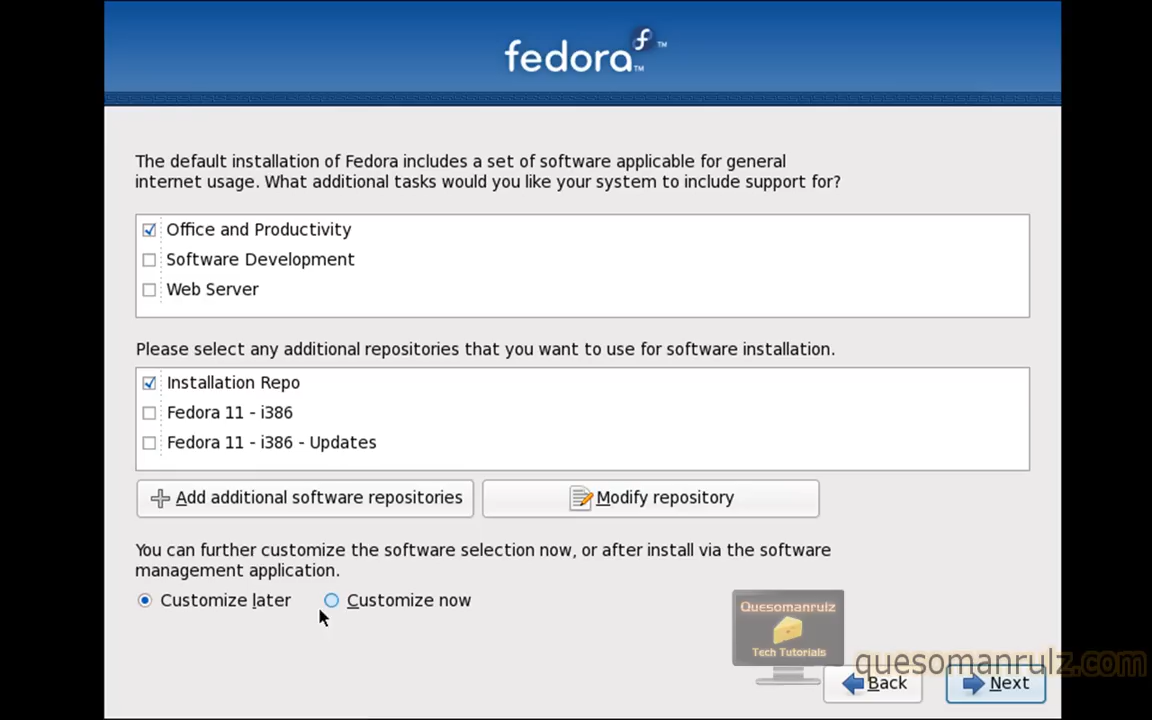 fedora™
The default installation of Fedora includes a set of software applicable for general
internet usage. What additional tasks would you like your system to include support for?
Office and Productivity
Software Development
Web Server
Please select any additional repositories that you want to use for software installation.
Installation Repo
Fedora 11 - i386
Fedora 11 - i386 - Updates
Add additional software repositories
Modify repository
You can further customize the software selection now, or after install via the software
management application.
Customize later
Customize now
Quesomanrulz
Tech Tutorials
quesomanrulz.com
Back
Next